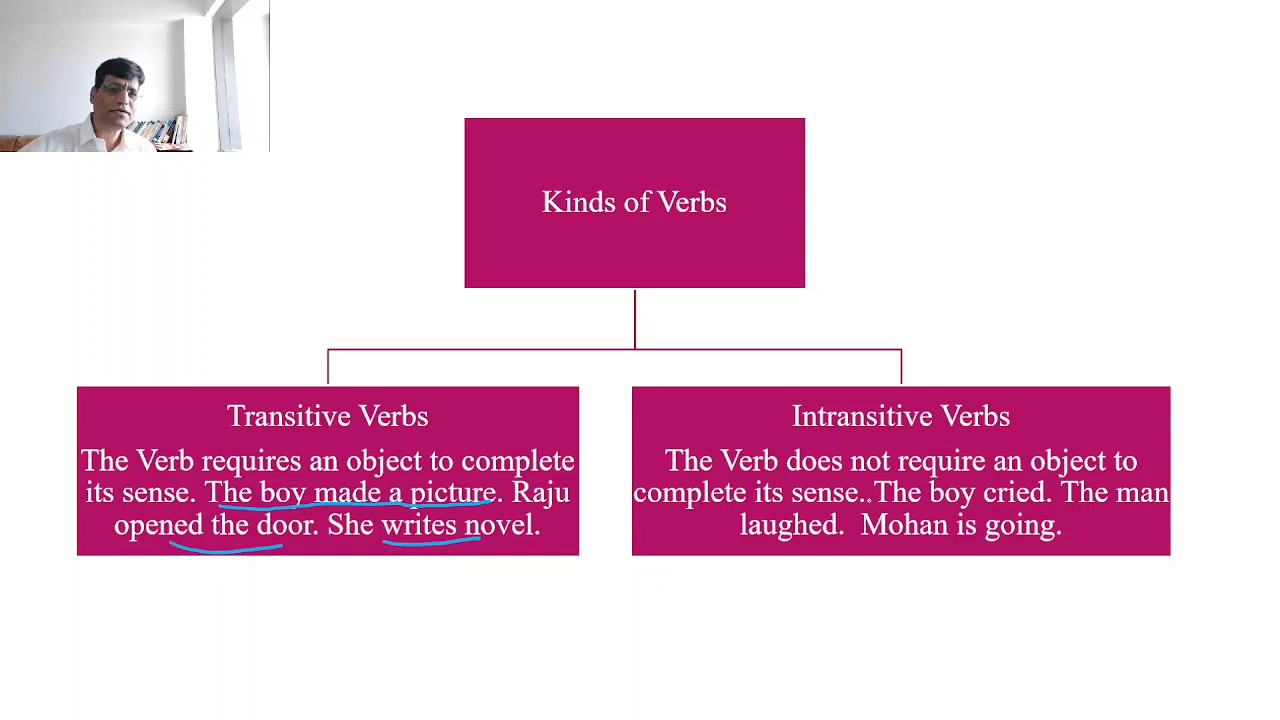 Kinds of Verbs
Transitive Verbs
The Verb requires an object to complete
its sense. The boy made a picture. Raju
opened the door. She writes novel.
Intransitive Verbs
The Verb does not require an object to
complete its sense..The boy cried. The man
laughed.  Mohan is going.